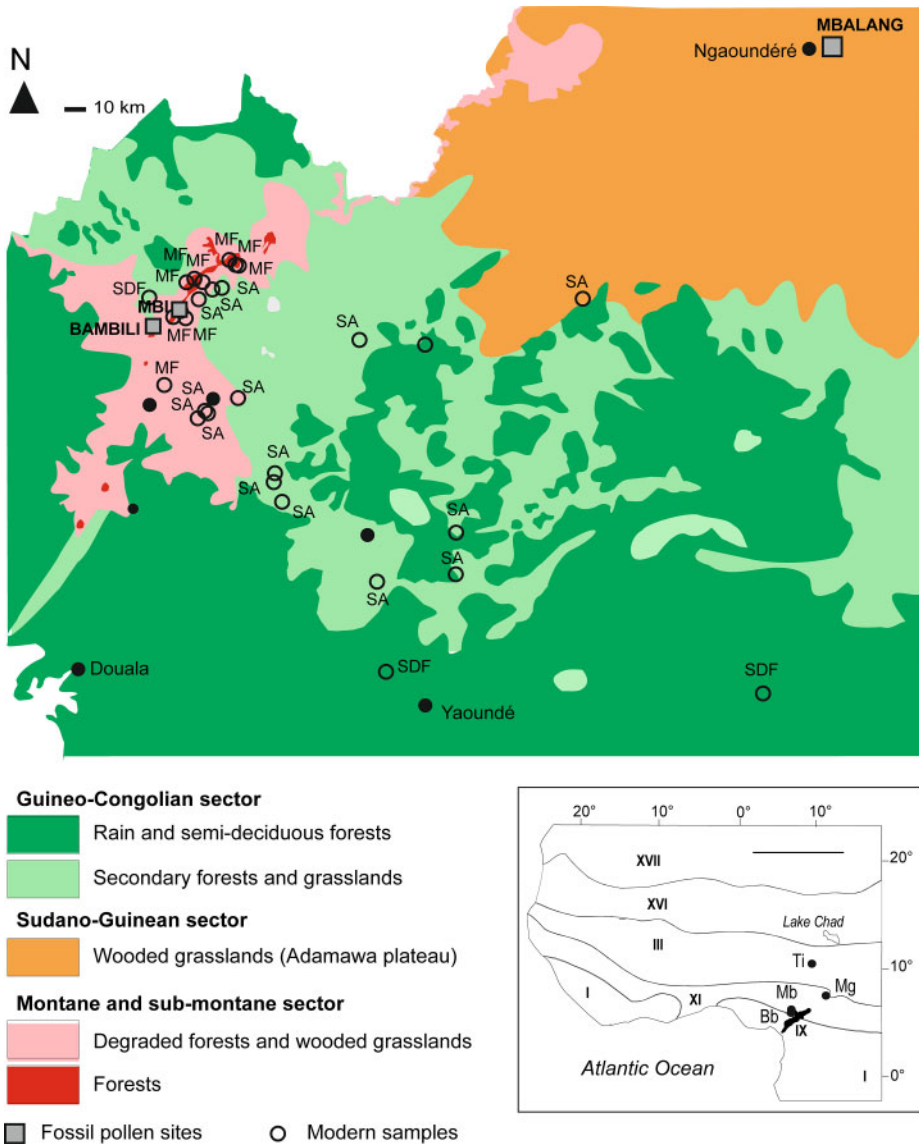 MBALANG
Ngaoundéré
N
10 km
MF
MF
MF
MF
MF
MF
SDF
SA
SA
MBI
SA
BAMBILI
MF MF
SA
SA
MF
SA
SA
SA
SA
SA
SA
SA
SA
SA
SA
SDF
SDF
Douala
Yaoundé
Guineo-Congolian sector
Rain and semi-deciduous forests
Secondary forests and grasslands
Sudano-Guinean sector
Wooded grasslands (Adamawa plateau)
Montane and sub-montane sector
Degraded forests and wooded grasslands
Forests
Fossil pollen sites
Modern samples
20° 10° 0° 10°
XVII
20°
XVI
Lake Chad
III
Ti
10°
I
XI
Mb
Mg
Bb
IX
Atlantic Ocean
I
0°